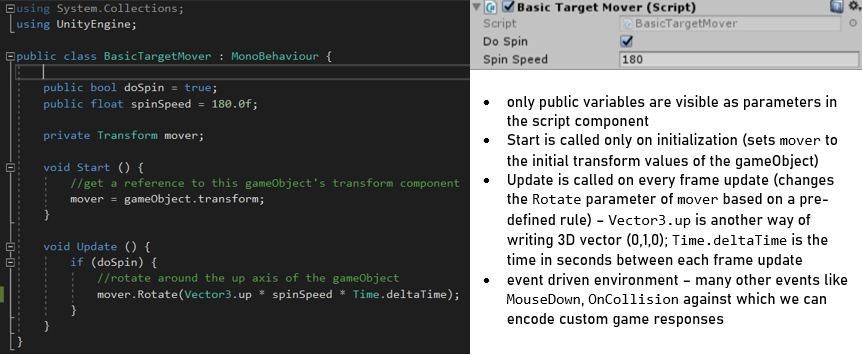 using System.Collections;
using UnityEngine;
public class BasicTargetMover : MonoBehaviour {
public bool doSpin = true;
public float spinSpeed = 180.0f;
private Transform mover;
void Start () {
//get a reference to this gameObject's transform component
mover = gameObject.transform;
}
void Update () {
if (doSpin) {
//rotate around the up axis of the gameObject
mover.Rotate(Vector3.up * spinSpeed * Time.deltaTime);
}
}
}
Basic Target Mover (Script)
Script BasicTargetMover
Do Spin
Spin Speed 180
• only public variables are visible as parameters in
the script component
• Start is called only on initialization (sets mover to
the initial transform values of the gameObject)
• Update is called on every frame update (changes
the Rotate parameter of mover based on a pre-
defined rule) – Vector3.up is another way of
writing 3D vector (0,1,0); Time.deltaTime is the
time in seconds between each frame update
• event driven environment – many other events like
MouseDown, OnCollision against which we can
encode custom game responses